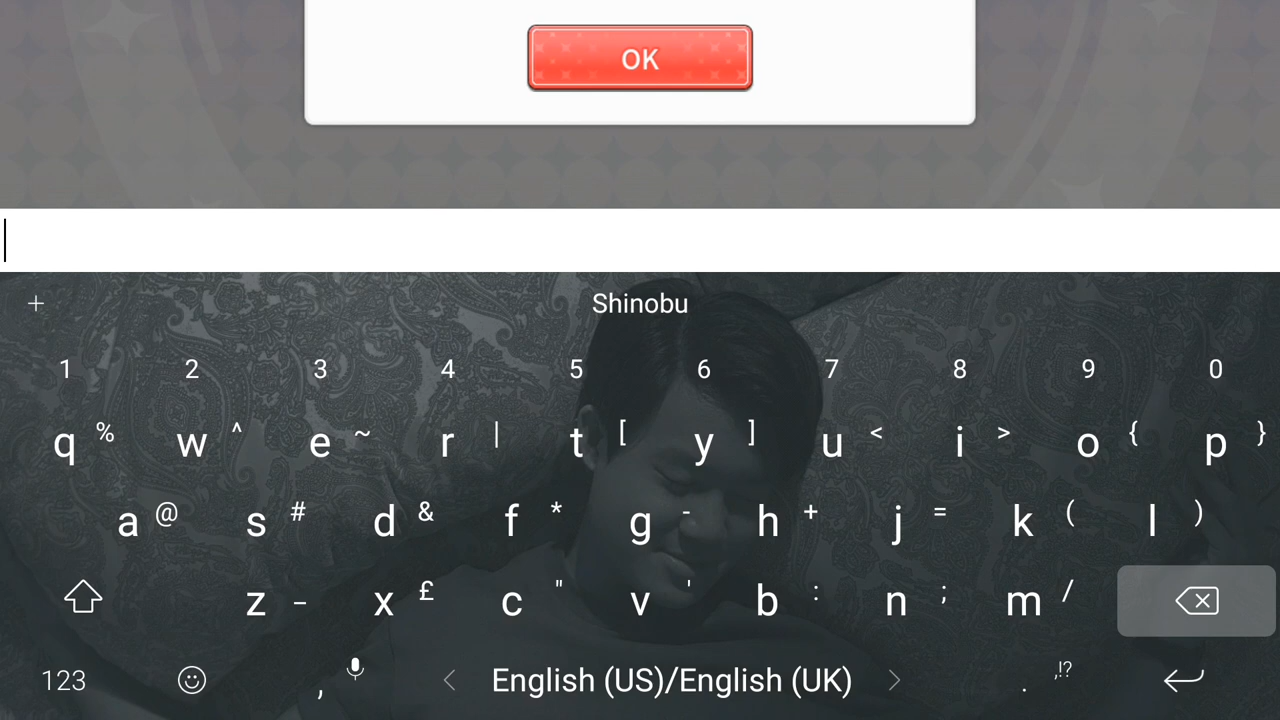 OK
+ Shinobu
1 2 3 4 5 6 7 8 9 0
q % w ^ e ~ r | t [ y ] u < i > o { p }
a @ s # d & f * g - h + j = k ( l )
z _ x £ c " v ' b : n ; m /
123 , < English (US)/English (UK) > . ,!?